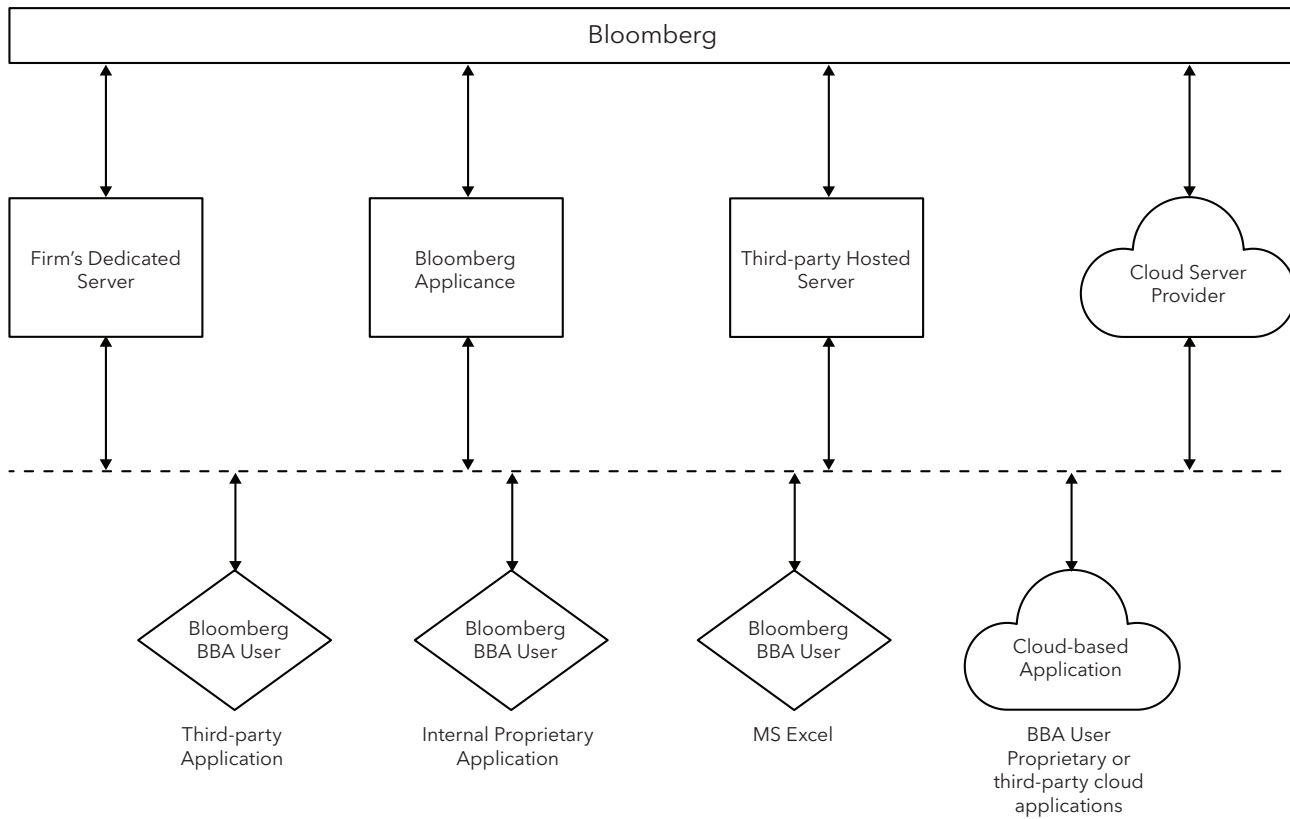 Bloomberg
Firm's Dedicated
Server
Bloomberg
Applicance
Third-party Hosted
Server
Cloud Server
Provider
Bloomberg
BBA User
Third-party
Application
Bloomberg
BBA User
Internal Proprietary
Application
Bloomberg
BBA User
MS Excel
Cloud-based
Application
BBA User
Proprietary or
third-party cloud
applications